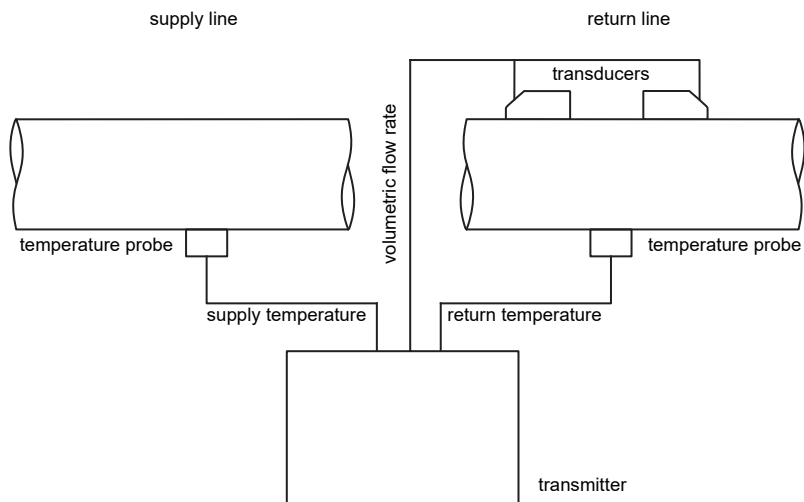 supply line
return line
transducers
volumetric flow rate
temperature probe
temperature probe
supply temperature
return temperature
transmitter